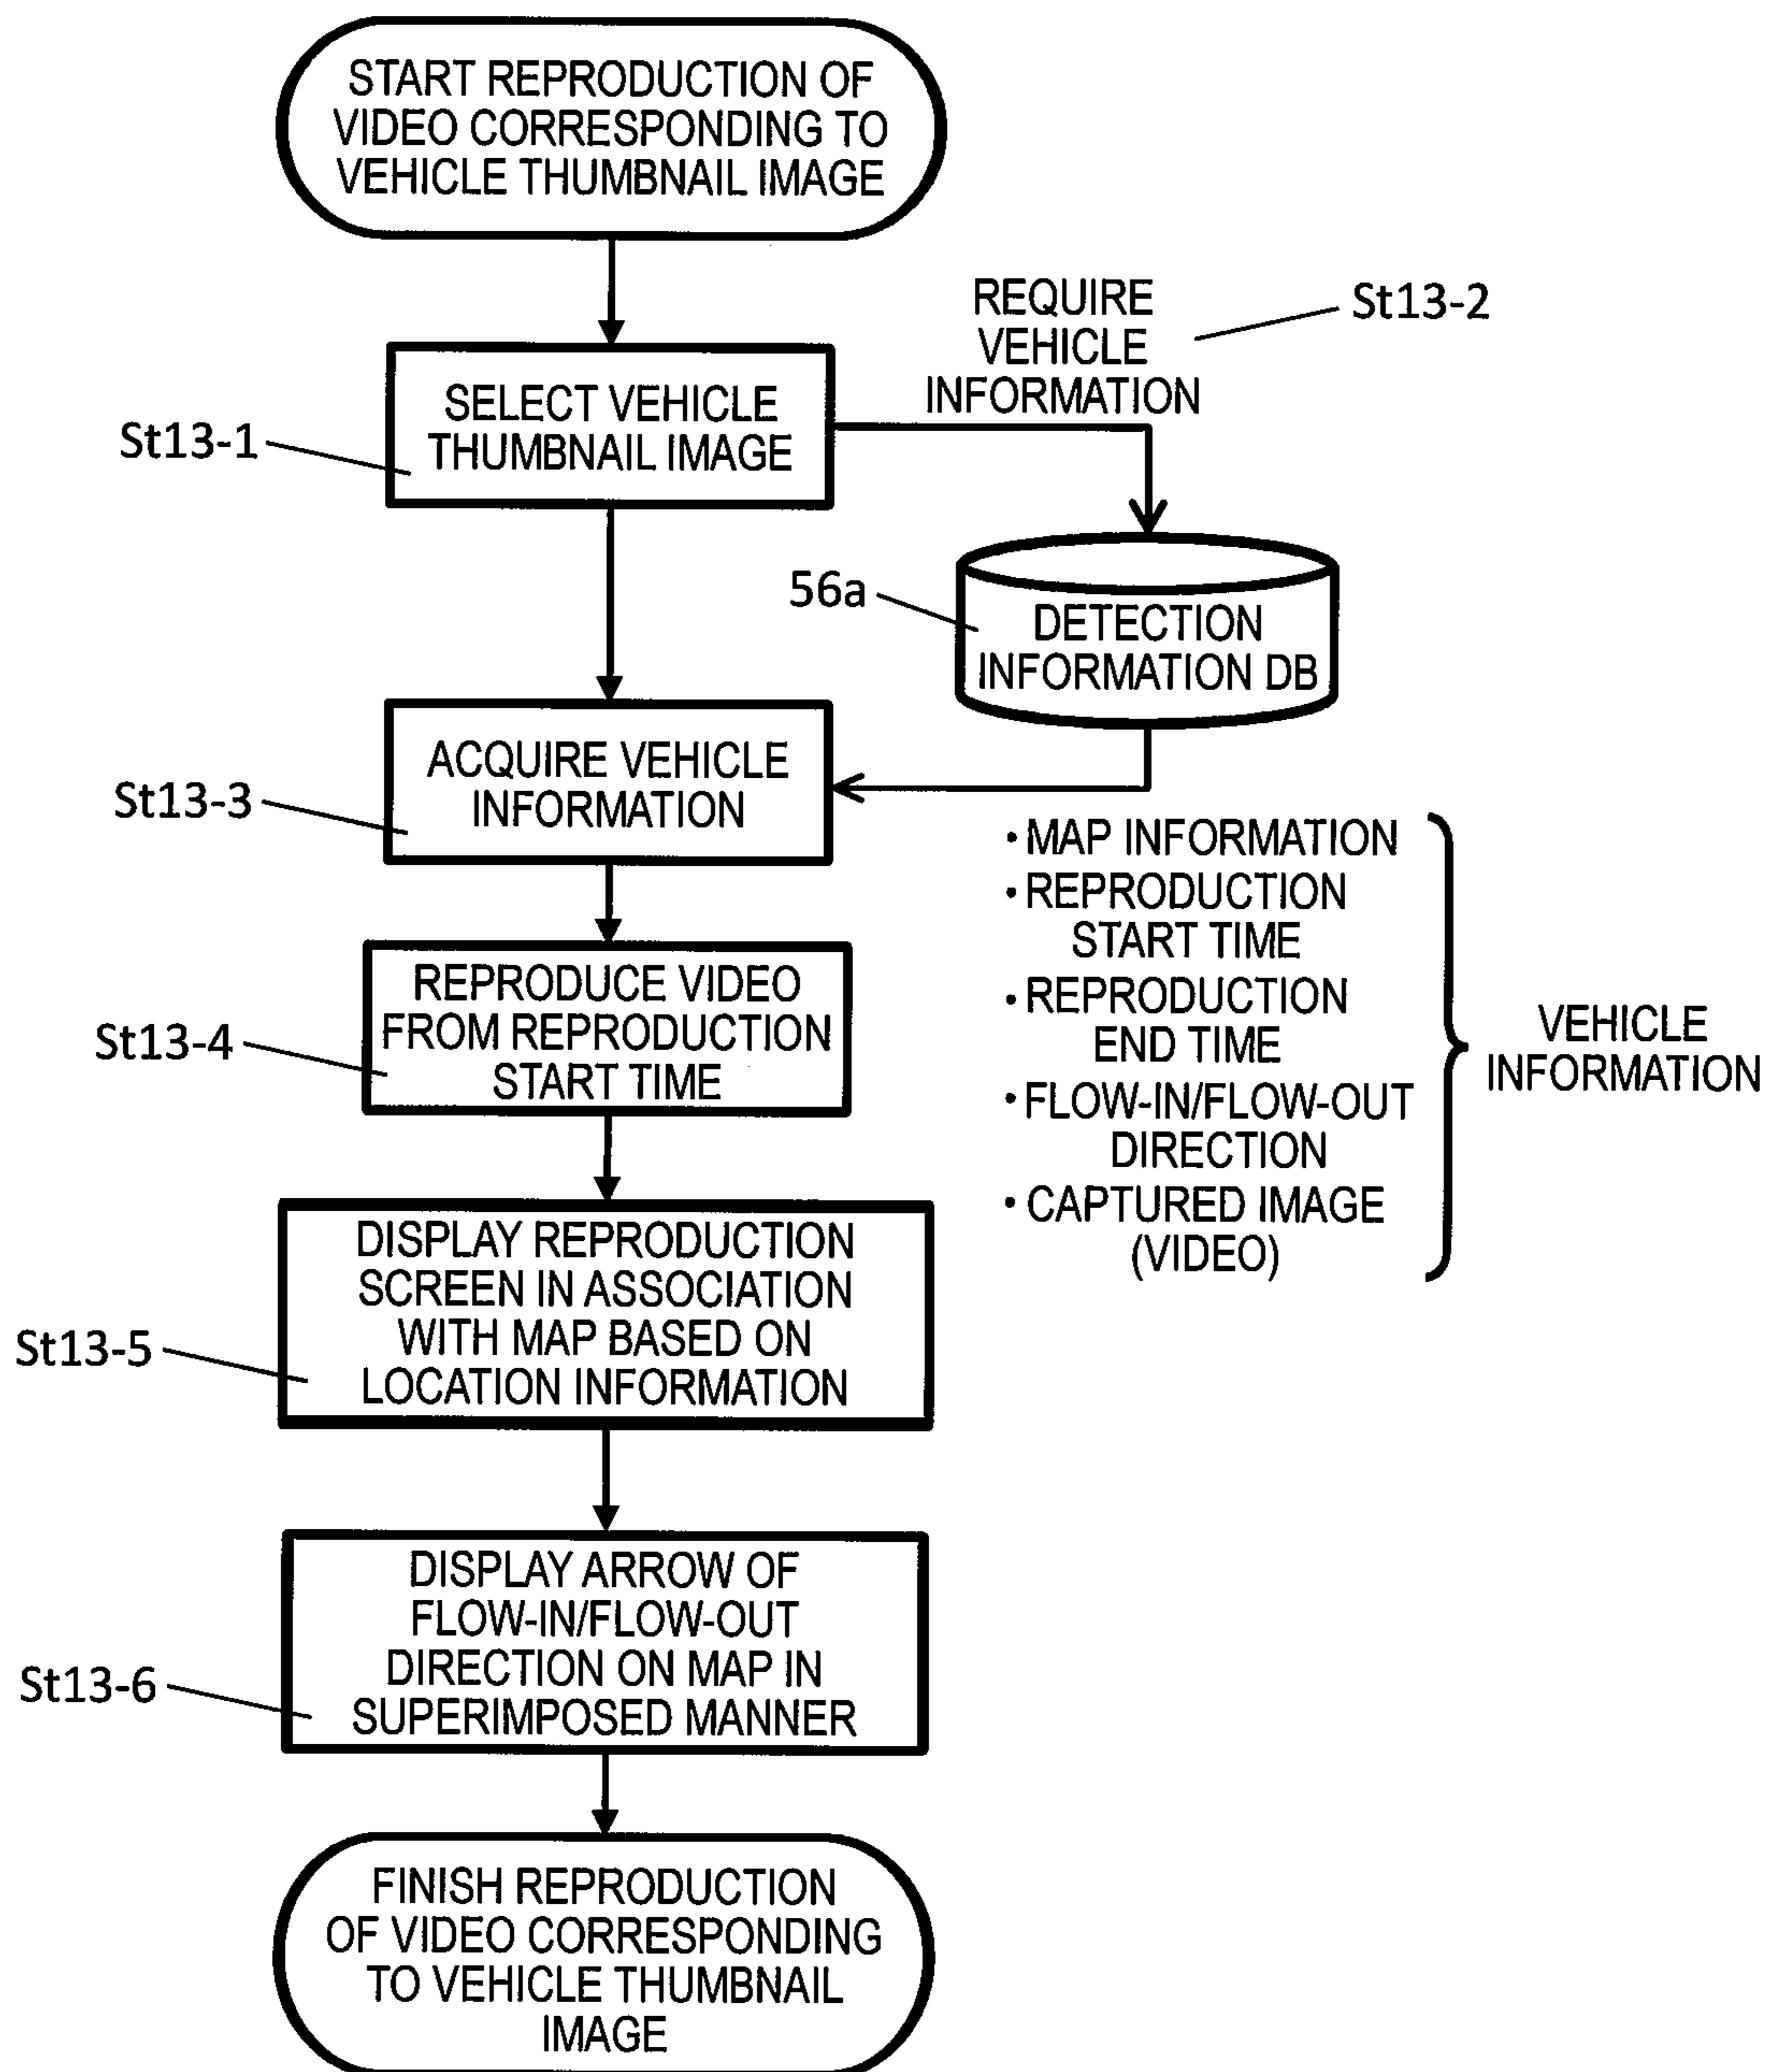 START REPRODUCTION OF
VIDEO CORRESPONDING TO
VEHICLE THUMBNAIL IMAGE
REQUIRE
VEHICLE
INFORMATION
St13-2
SELECT VEHICLE
THUMBNAIL IMAGE
St13-1
56a
DETECTION
INFORMATION DB
ACQUIRE VEHICLE
INFORMATION
St13-3
・MAP INFORMATION
・REPRODUCTION
START TIME
・REPRODUCTION
END TIME
・FLOW-IN/FLOW-OUT
DIRECTION
・CAPTURED IMAGE
(VIDEO)
VEHICLE
INFORMATION
REPRODUCE VIDEO
FROM REPRODUCTION
START TIME
St13-4
DISPLAY REPRODUCTION
SCREEN IN ASSOCIATION
WITH MAP BASED ON
LOCATION INFORMATION
St13-5
DISPLAY ARROW OF
FLOW-IN/FLOW-OUT
DIRECTION ON MAP IN
SUPERIMPOSED MANNER
St13-6
FINISH REPRODUCTION
OF VIDEO CORRESPONDING
TO VEHICLE THUMBNAIL
IMAGE